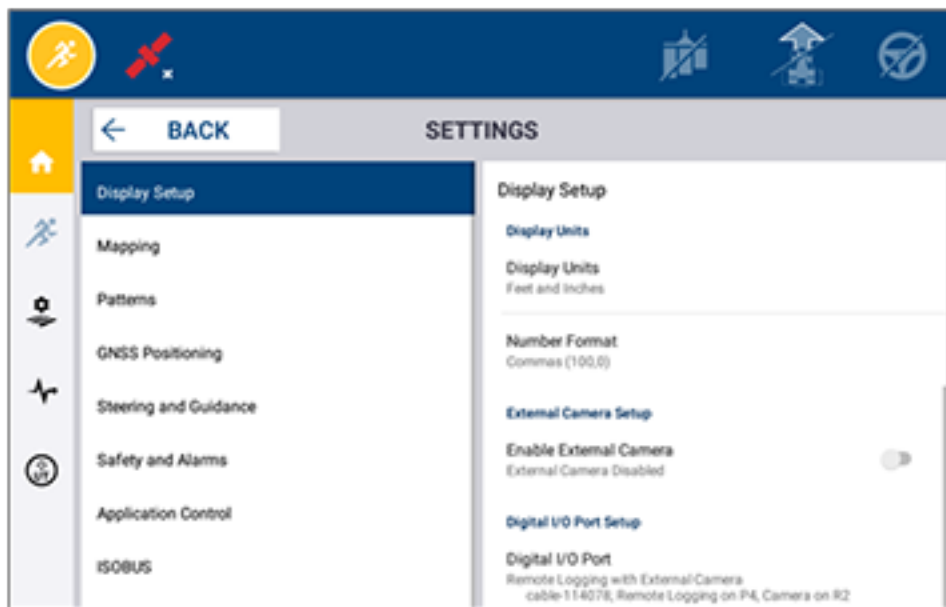 BACK
SETTINGS
Display Setup
Mapping
Patterns
GNSS Positioning
Steering and Guidance
Safety and Alarms
Application Control
ISOBUS
Display Setup
Display Units
Display Units
Feet and Inches
Number Format
Commas (100,0)
External Camera Setup
Enable External Camera
External Camera Disabled
Digital I/O Port Setup
Digital I/O Port
Remote Logging with External Camera
cable-114078, Remote Logging on P4, Camera on R2